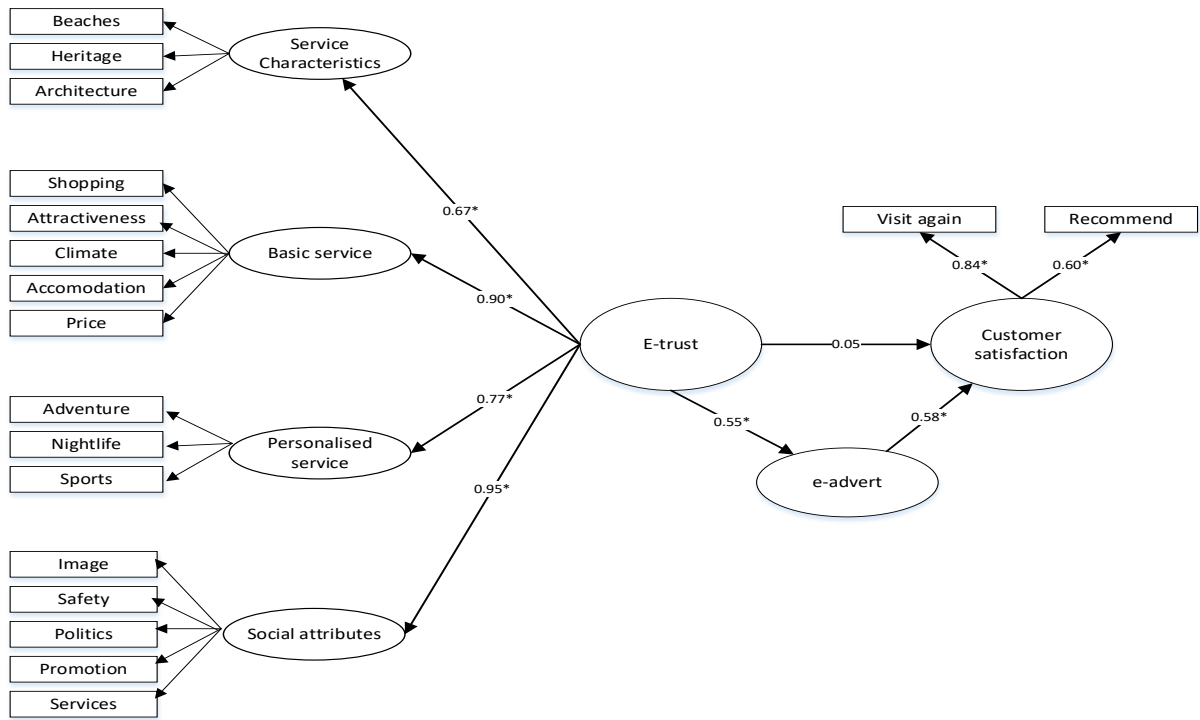 Beaches
Heritage
Architecture
Service
Characteristics
Shopping
Attractiveness
Climate
Accomodation
Price
Basic service
Adventure
Nightlife
Sports
Personalised
service
Image
Safety
Politics
Promotion
Services
Social attributes
0.67*
0.90*
0.77*
0.95*
E-trust
0.05
0.55*
e-advert
0.58*
Customer
satisfaction
0.84*
0.60*
Visit again
Recommend